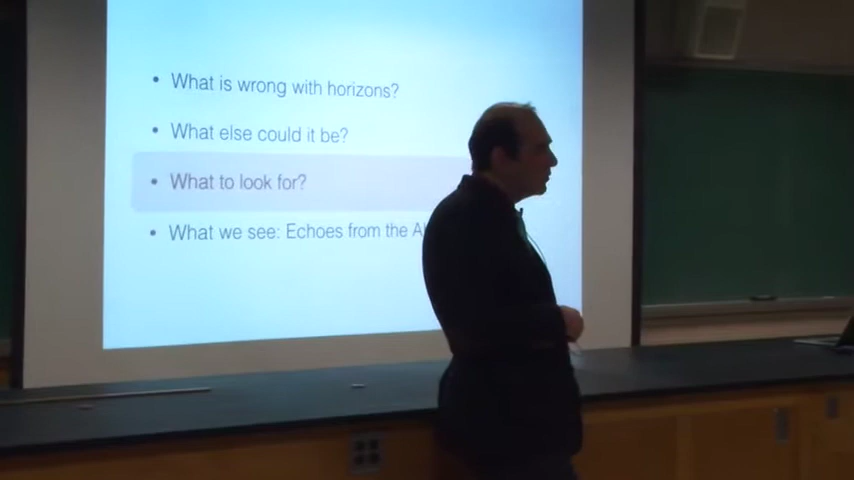 • What is wrong with horizons?
• What else could it be?
• What to look for?
• What we see: Echoes from the